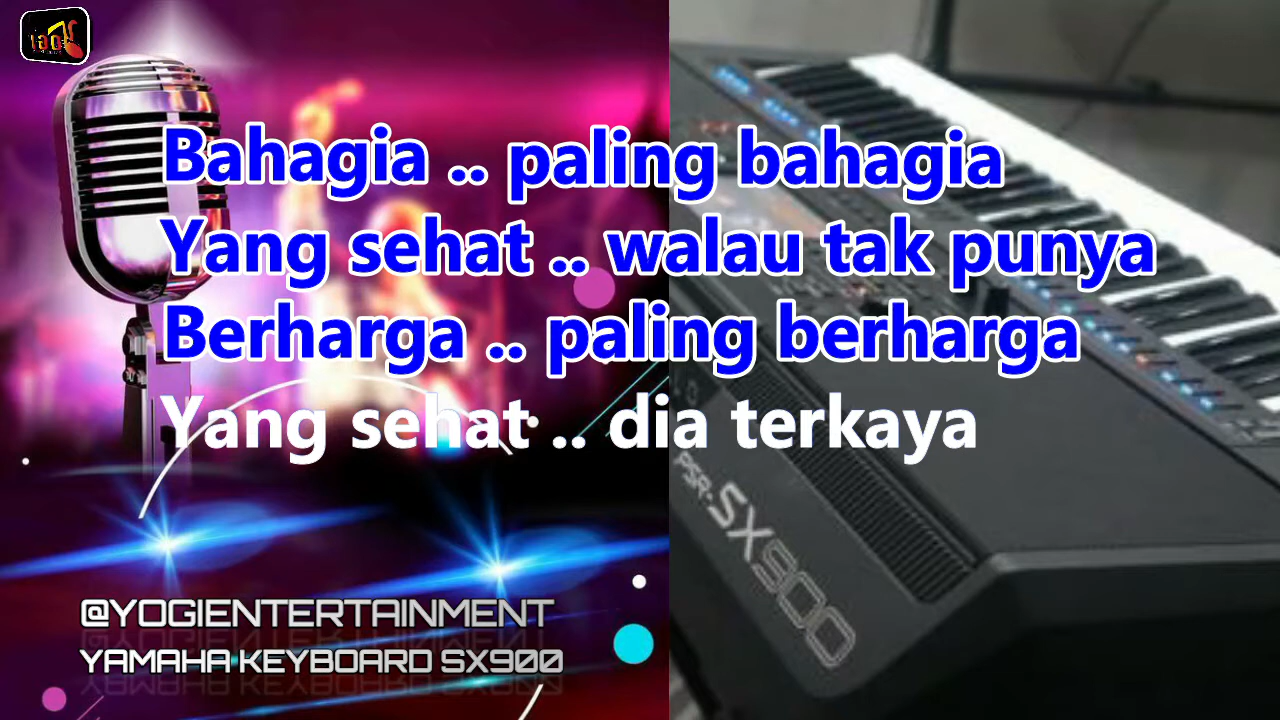 YOGI
Bahagia .. paling bahagia
Yang sehat .. walau tak punya
Berharga .. paling berharga
Yang sehat .. dia terkaya
PSR-SX900
@YOGIENTERTAINMENT
YAMAHA KEYBOARD SX900